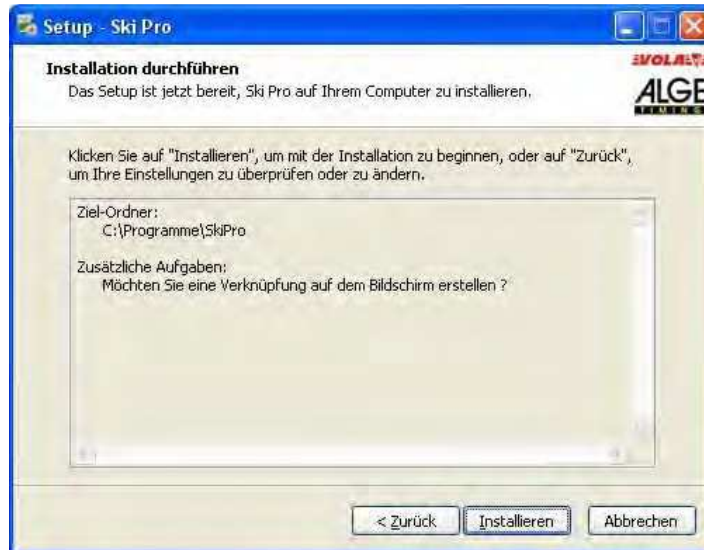 Setup - Ski Pro
Installation durchführen
Das Setup ist jetzt bereit, Ski Pro auf Ihrem Computer zu installieren.
VOLA
ALGE
TIMING
Klicken Sie auf "Installieren", um mit der Installation zu beginnen, oder auf "Zurück",
um Ihre Einstellungen zu überprüfen oder zu ändern.
Ziel-Ordner:
C:\Programme\SkiPro
Zusätzliche Aufgaben:
Möchten Sie eine Verknüpfung auf dem Bildschirm erstellen ?
< Zurück
Installieren
Abbrechen